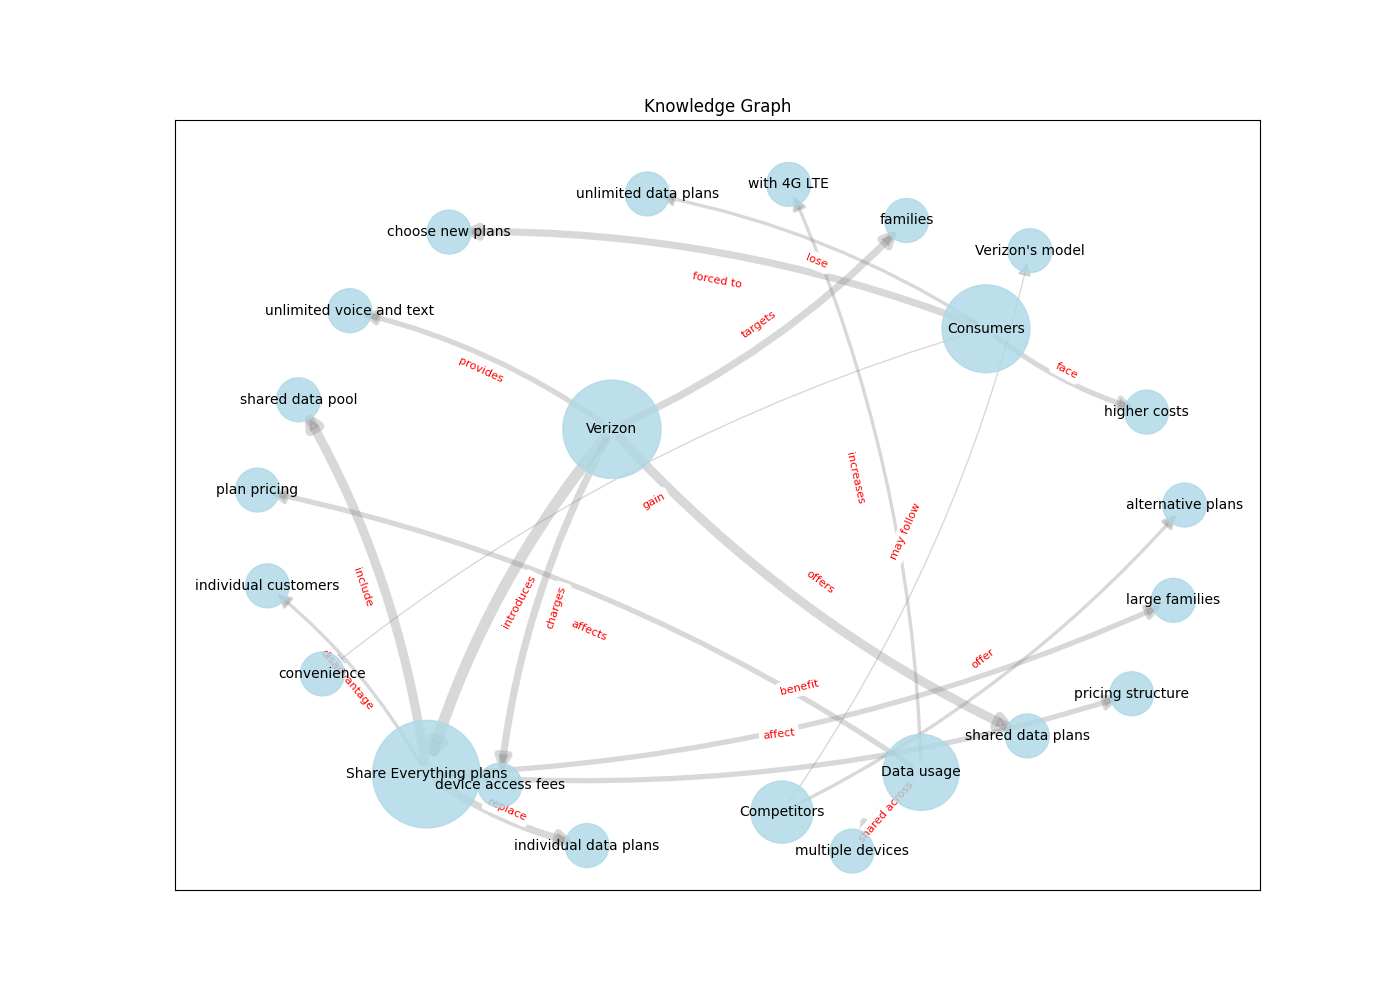 Knowledge Graph
with 4G LTE
unlimited data plans
families
choose new plans
Verizon's model
lose
forced to
unlimited voice and text
targets
Consumers
provides
face
shared data pool
higher costs
Verizon
increases
plan pricing
gain
alternative plans
may follow
offers
individual customers
include
introduces
charges
large families
affects
offer
convenience
disadvantage
benefit
pricing structure
affect
shared data plans
Share Everything plans
Data usage
device access fees
replace
Competitors
shared across
individual data plans
multiple devices